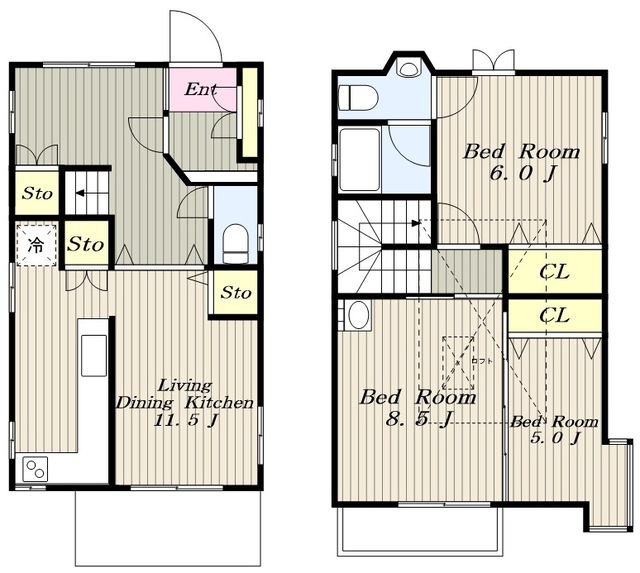 Ent
Sto
冷
Sto
Sto
Living
Dining Kitchen
11.5 J
Bed Room
6.0 J
CL
CL
ロフト
Bed Room
8.5 J
Bed Room
5.0 J